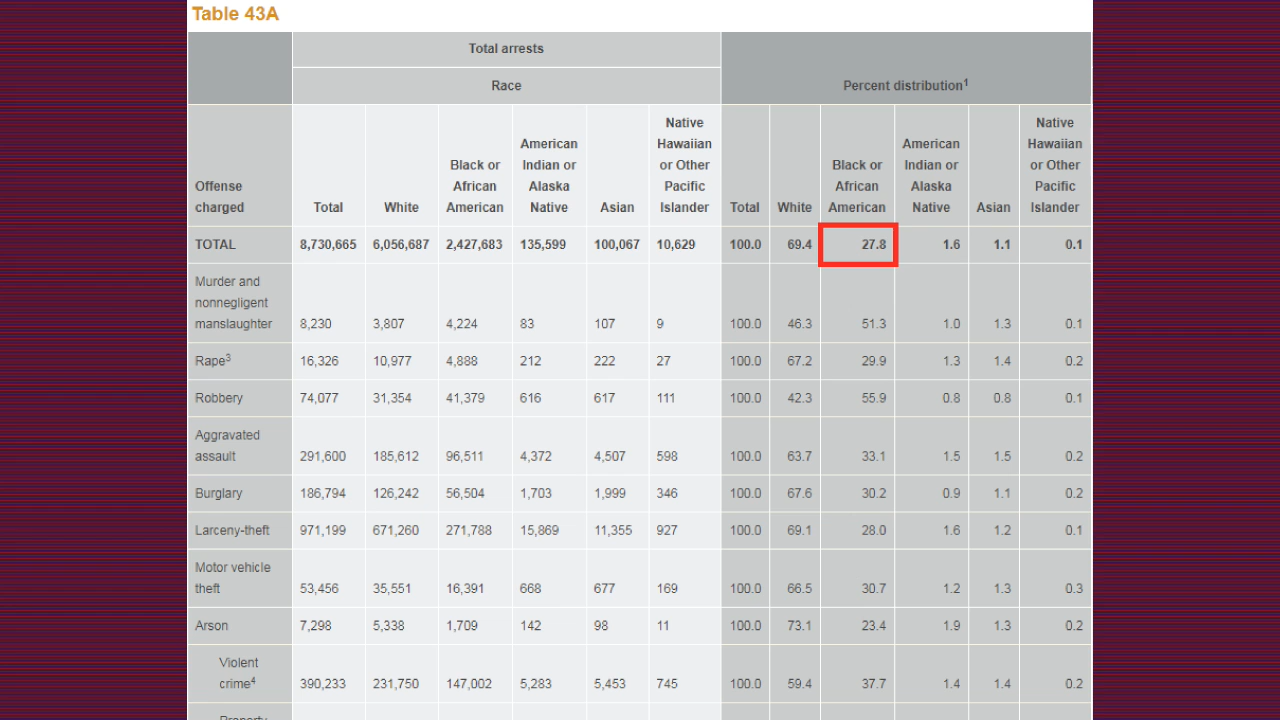 Table 43A
Total arrests
Race
Percent distribution1
Offense
charged
Total
White
Black or
African
American
American
Indian or
Alaska
Native
Asian
Native
Hawaiian
or Other
Pacific
Islander
Total
White
Black or
African
American
American
Indian or
Alaska
Native
Asian
Native
Hawaiian
or Other
Pacific
Islander
TOTAL 8,730,665 6,056,687 2,427,683 135,599 100,067 10,629 100.0 69.4 27.8 1.6 1.1 0.1
Murder and
nonnegligent
manslaughter 8,230 3,807 4,224 83 107 9 100.0 46.3 51.3 1.0 1.3 0.1
Rape3 16,326 10,977 4,888 212 222 27 100.0 67.2 29.9 1.3 1.4 0.2
Robbery 74,077 31,354 41,379 616 617 111 100.0 42.3 55.9 0.8 0.8 0.1
Aggravated
assault 291,600 185,612 96,511 4,372 4,507 598 100.0 63.7 33.1 1.5 1.5 0.2
Burglary 186,794 126,242 56,504 1,703 1,999 346 100.0 67.6 30.2 0.9 1.1 0.2
Larceny-theft 971,199 671,260 271,788 15,869 11,355 927 100.0 69.1 28.0 1.6 1.2 0.1
Motor vehicle
theft 53,456 35,551 16,391 668 677 169 100.0 66.5 30.7 1.2 1.3 0.3
Arson 7,298 5,338 1,709 142 98 11 100.0 73.1 23.4 1.9 1.3 0.2
Violent
crime4 390,233 231,750 147,002 5,283 5,453 745 100.0 59.4 37.7 1.4 1.4 0.2